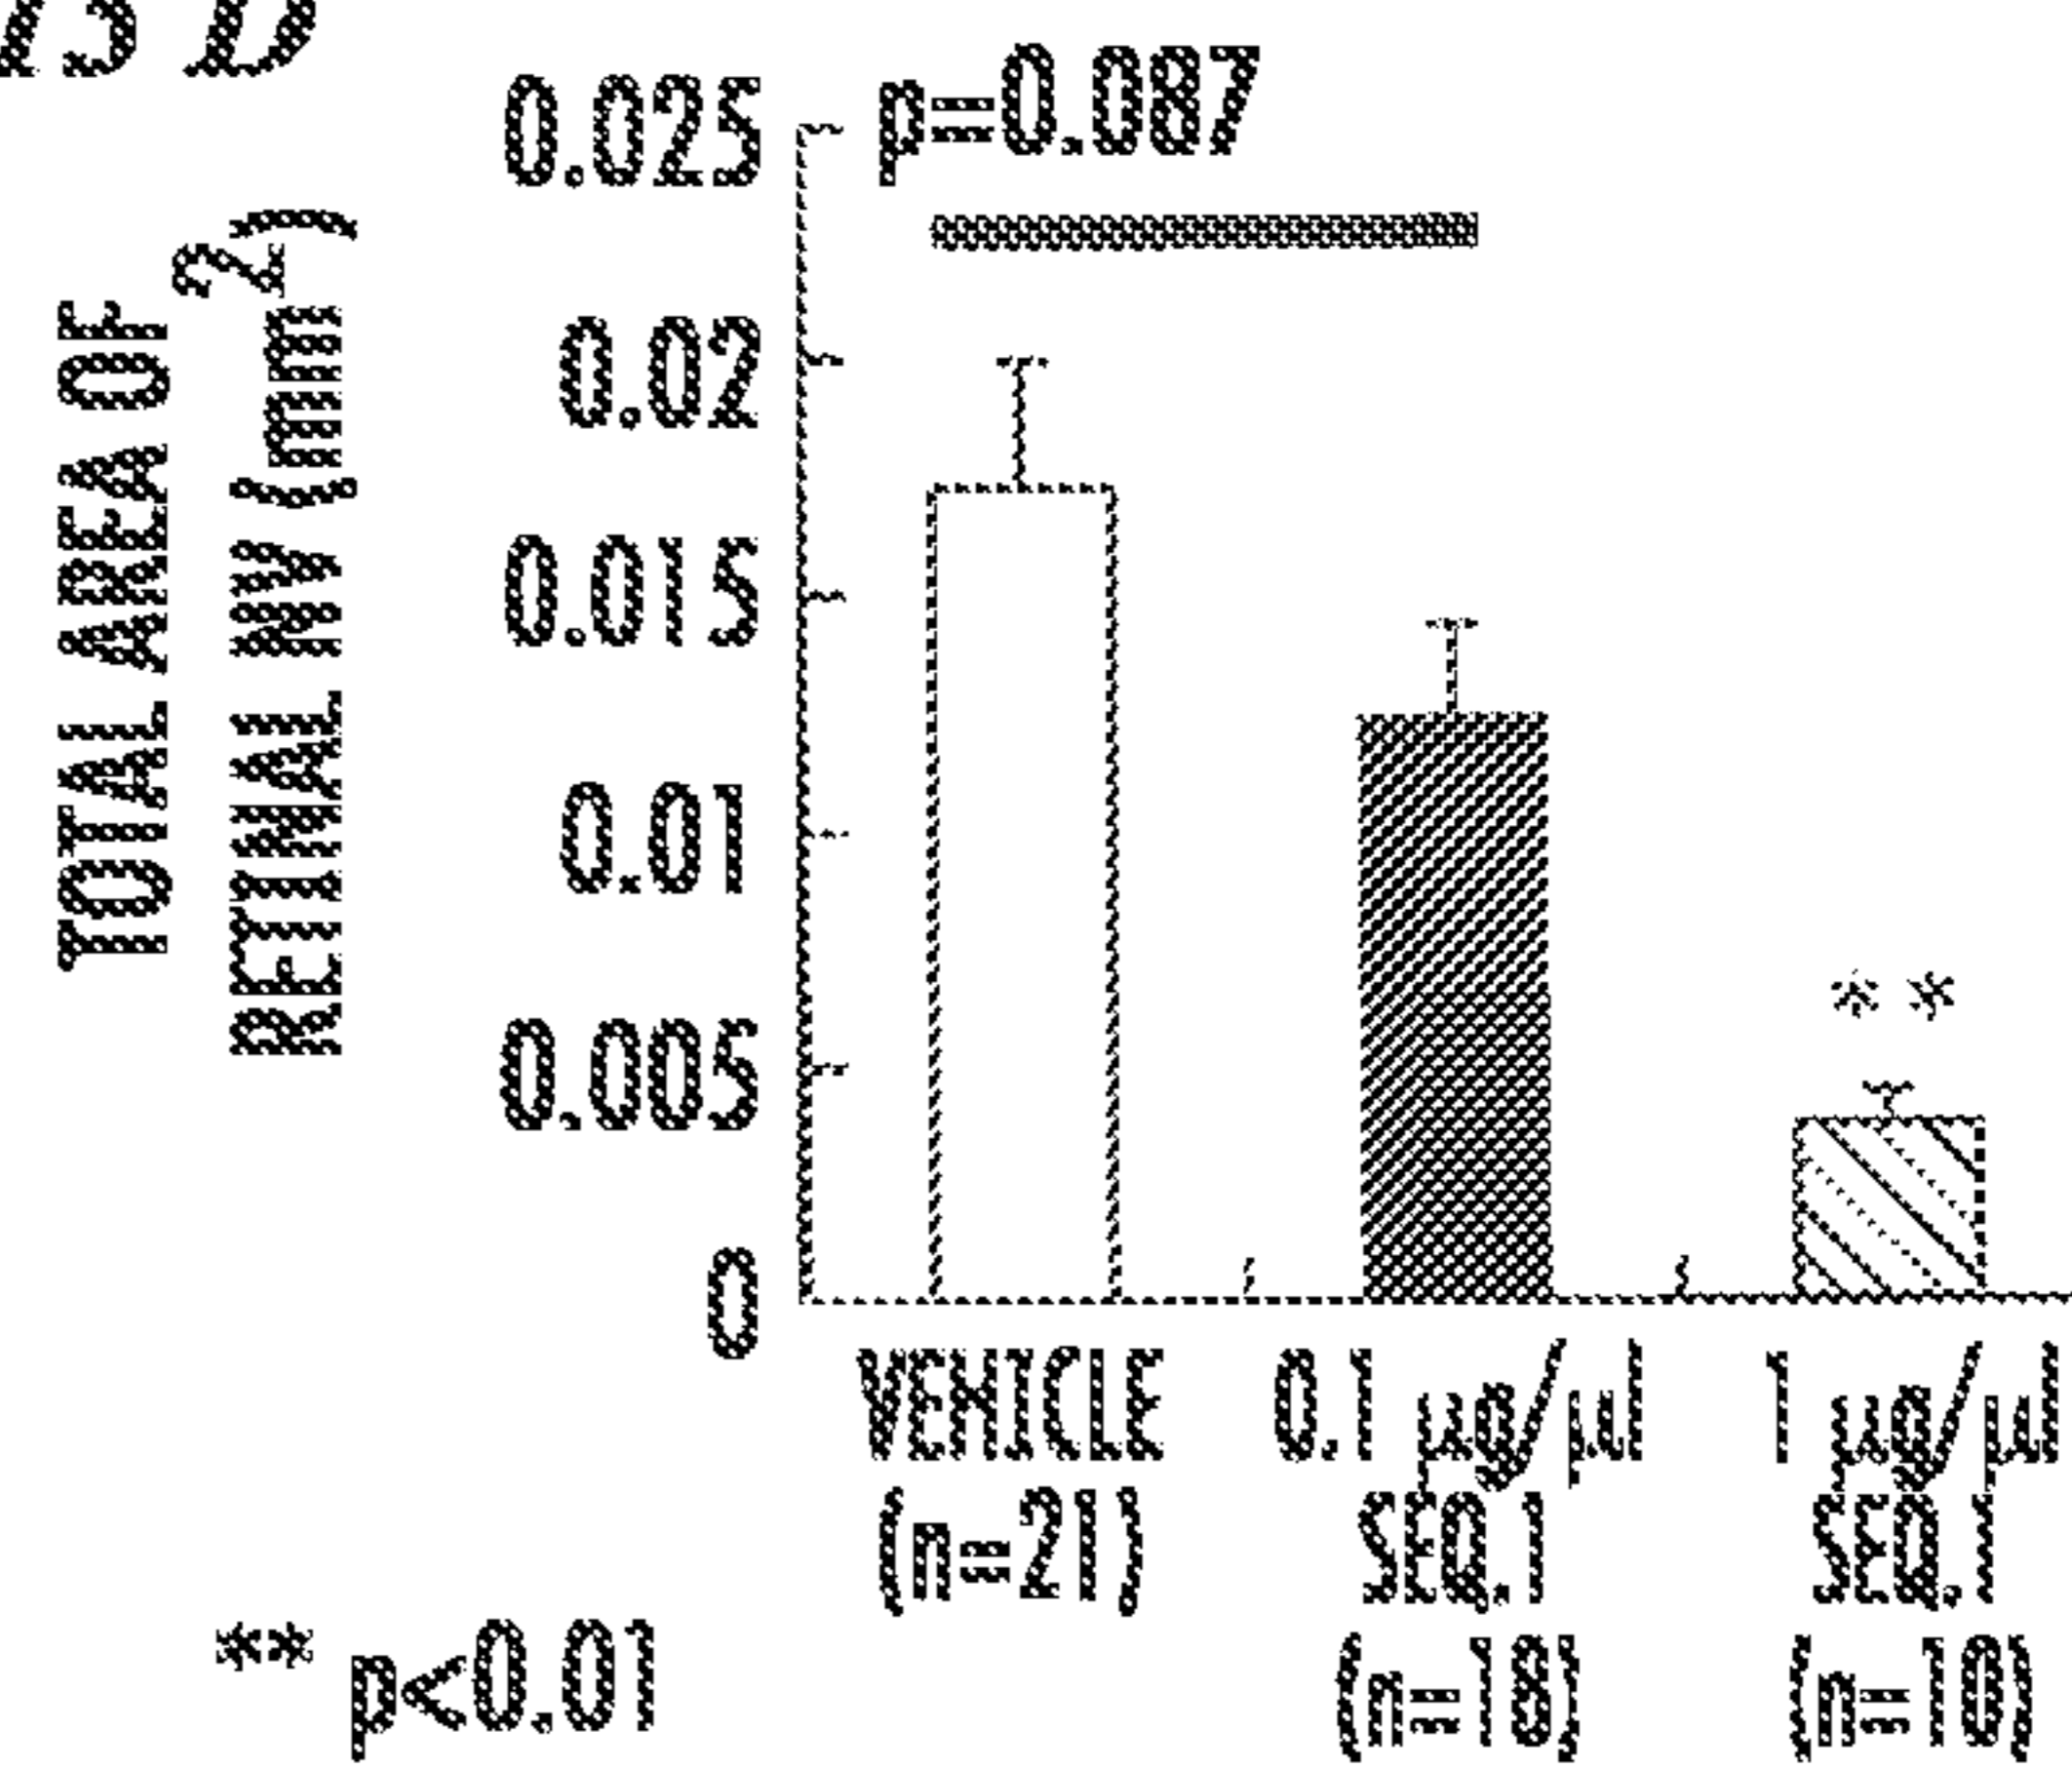 0.025
p=0.087
0.02
0.015
0.01
0.005
0
TOTAL AREA OF
RETINAL NV (mm2)
**
VEHICLE
(n=21)
0.1 µg/µl
SEQ.1
(n=18)
1 µg/µl
SEQ.1
(n=10)
** p<0.01